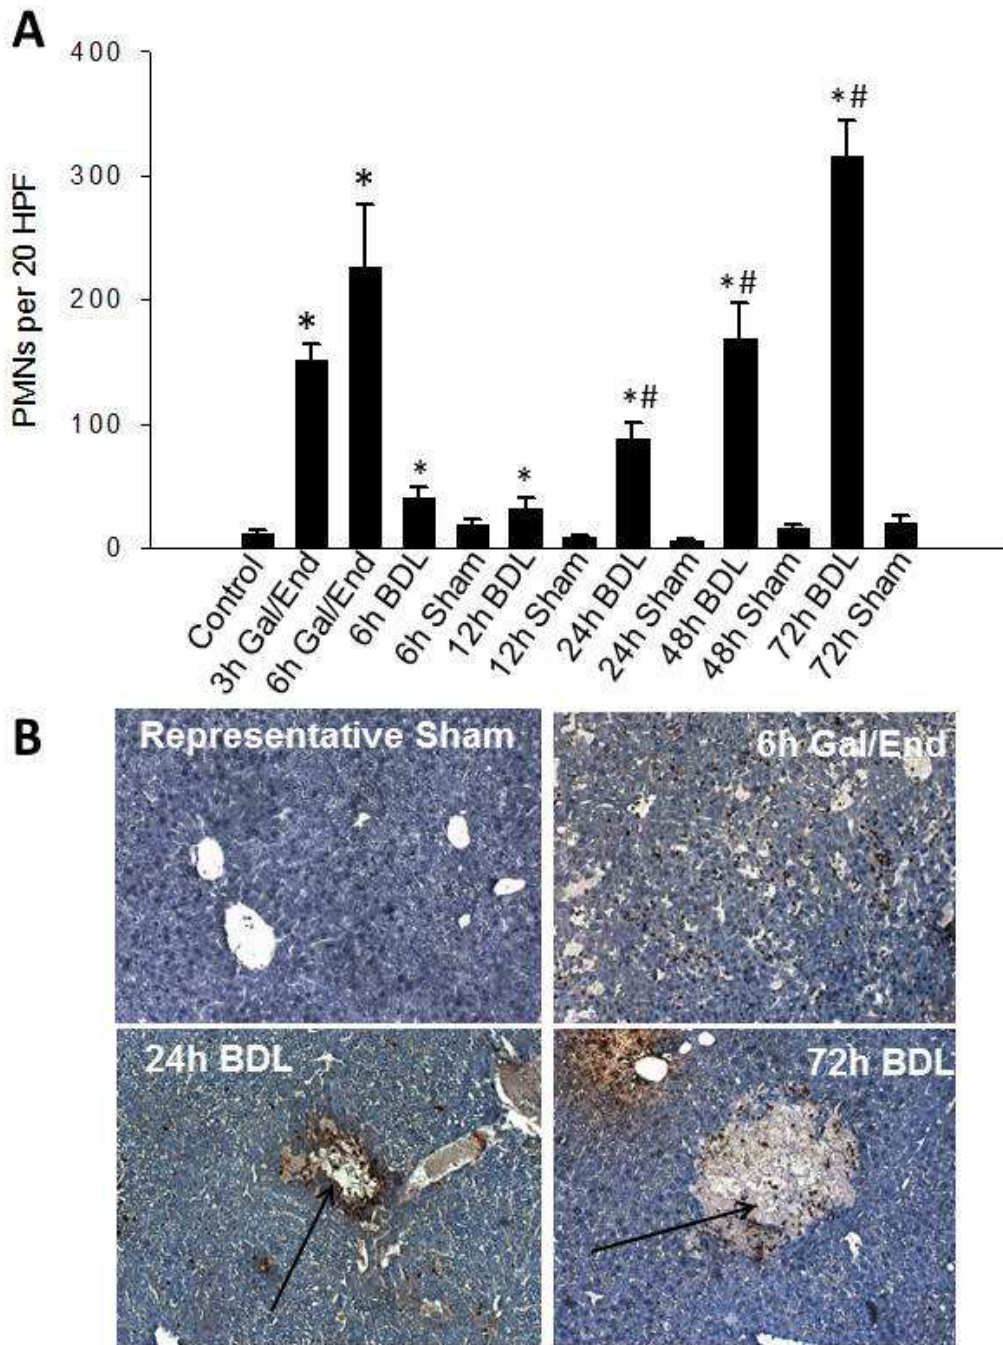 A
PMNs per 20 HPF
400
300
200
100
0
*
*
*
*
*#
*#
*#
Control
3h Gal/End
6h Gal/End
6h BDL
6h Sham
12h BDL
12h Sham
24h BDL
24h Sham
48h BDL
48h Sham
72h BDL
72h Sham
B
Representative Sham
6h Gal/End
24h BDL
72h BDL